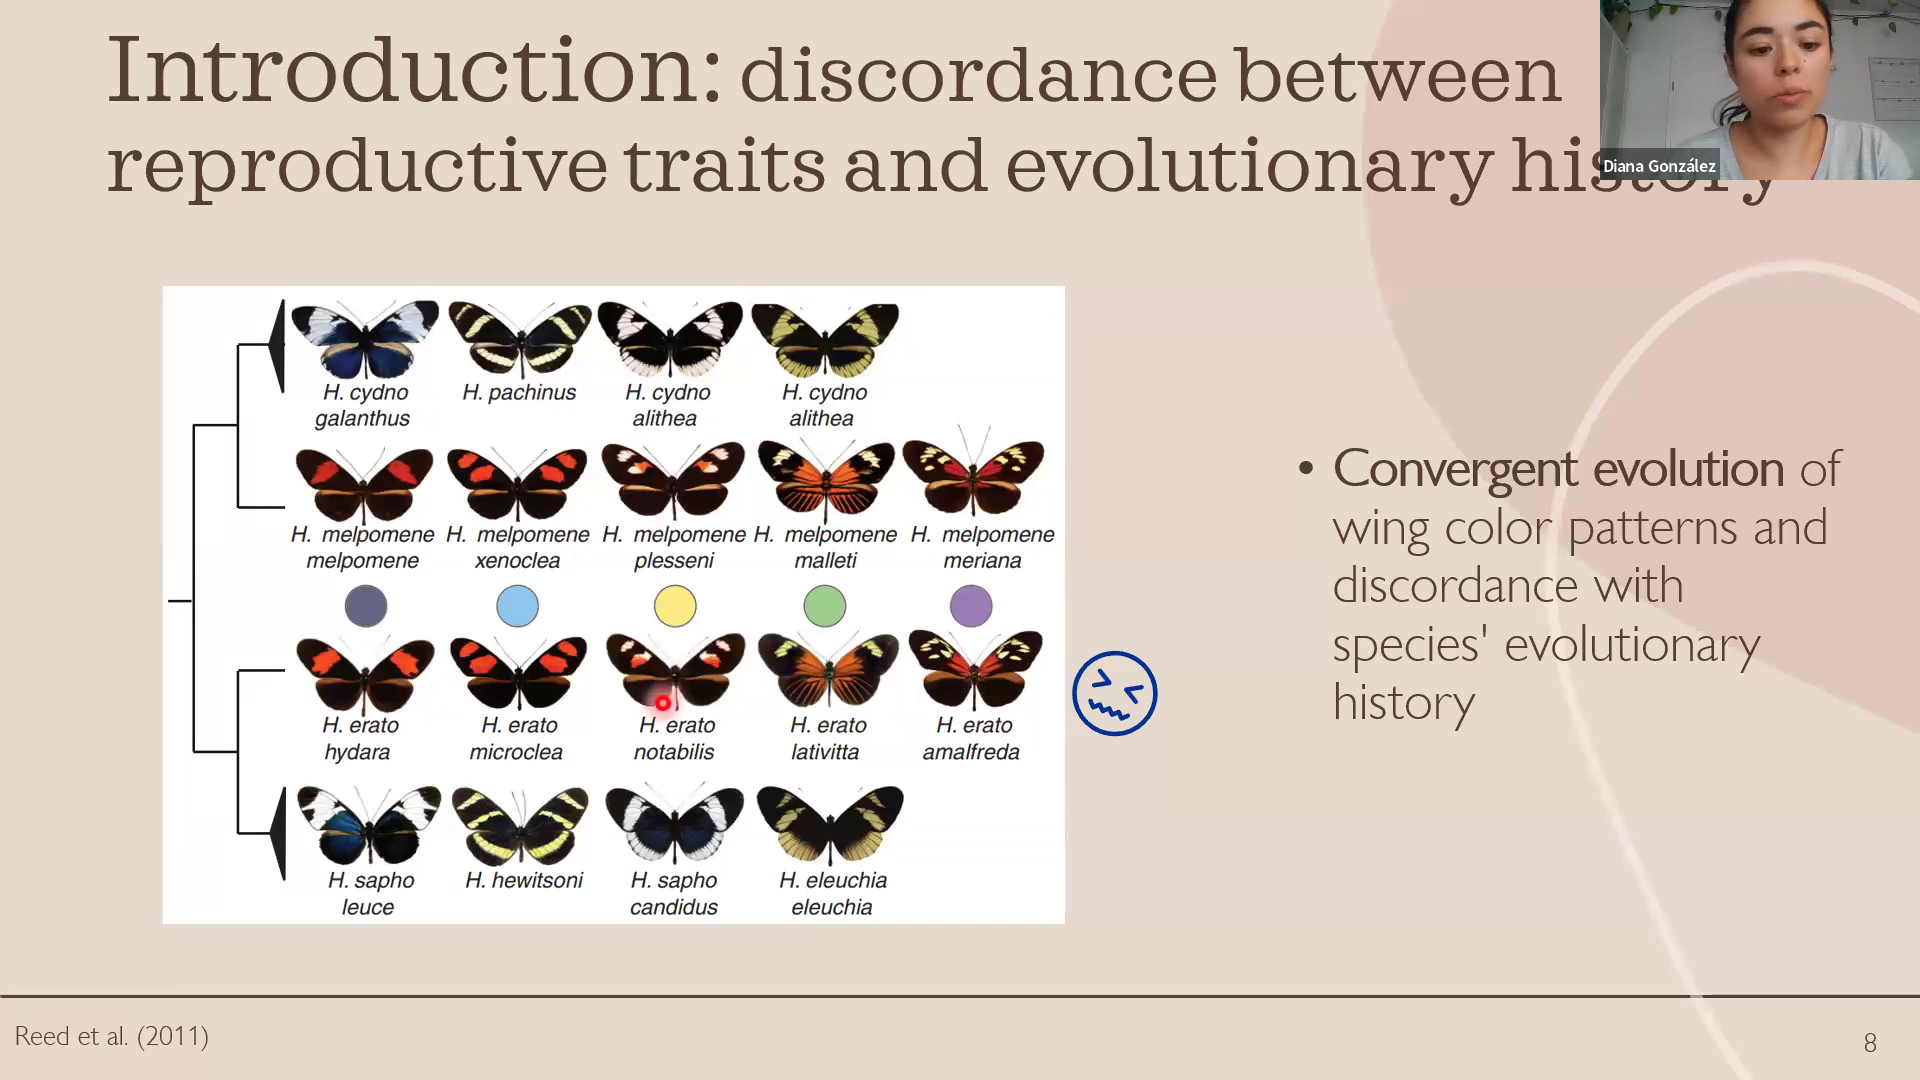 Introduction: discordance between
reproductive traits and evolutionary history
Diana González
H. cydno galanthus
H. pachinus
H. cydno alithea
H. cydno alithea
H. melpomene melpomene
H. melpomene xenoclea
H. melpomene plesseni
H. melpomene malleti
H. melpomene meriana
H. erato hydara
H. erato microclea
H. erato notabilis
H. erato lativitta
H. erato amalfreda
H. sapho leuce
H. hewitsoni
H. sapho candidus
H. eleuchia eleuchia
• Convergent evolution of
wing color patterns and
discordance with
species' evolutionary
history
Reed et al. (2011)
8